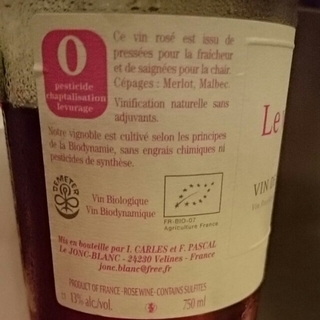 Ce vin rosé est issu de
pressées pour la fraicheur
et de saignées pour la chair.
Cépages : Merlot, Malbec.
0
pesticide
chaptalisation
levurage
Vinification naturelle sans
adjuvants.
Notre vignoble est cultivé selon les principes
de la Biodynamie, sans engrais chimiques ni
pesticides de synthèse.
DEMETER
Vin Biologique
Vin Biodynamique
FR-BIO-07
Agriculture France
Mis en bouteille par I. CARLES et F. PASCAL
Le JONC-BLANC - 24230 Velines - France
jonc.blanc@free.fr
PRODUCT OF FRANCE - ROSE WINE - CONTAINS SULFITES
13% alc/vol.
750 ml
Le
VIN D